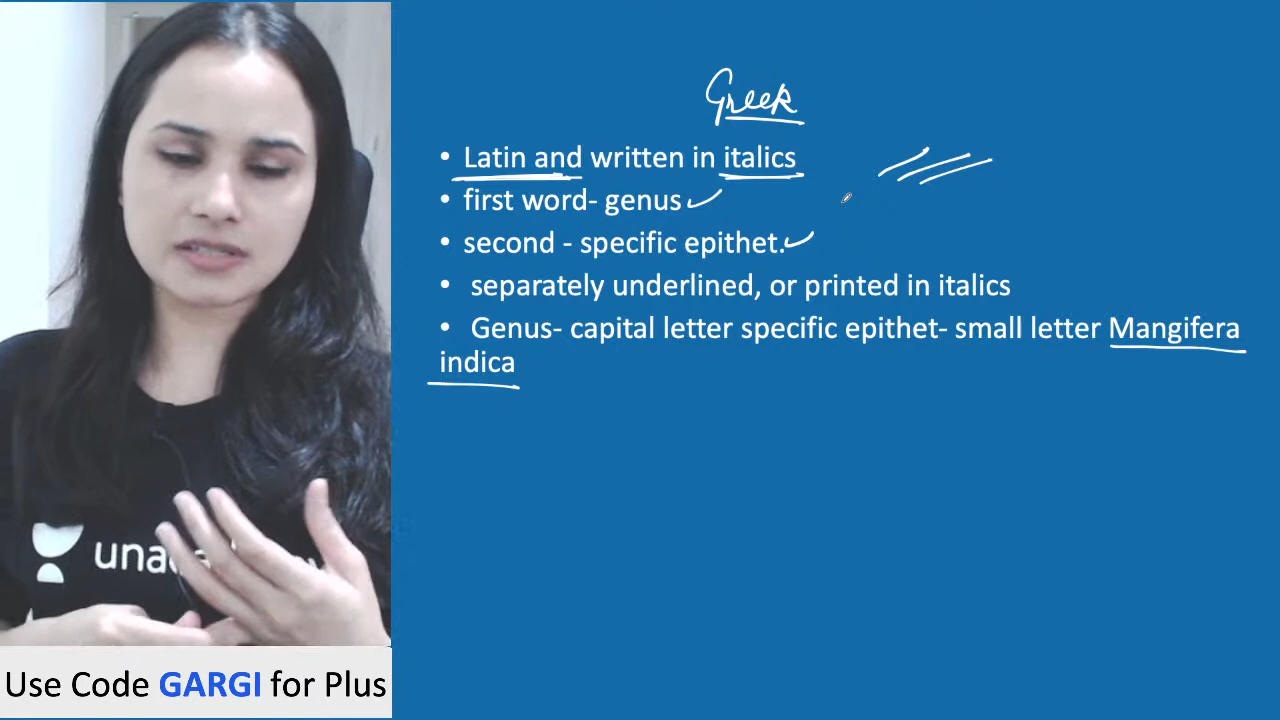 Greek
• Latin and written in italics
• first word- genus
• second - specific epithet.
• separately underlined, or printed in italics
• Genus- capital letter specific epithet- small letter Mangifera
indica
Use Code GARGI for Plus